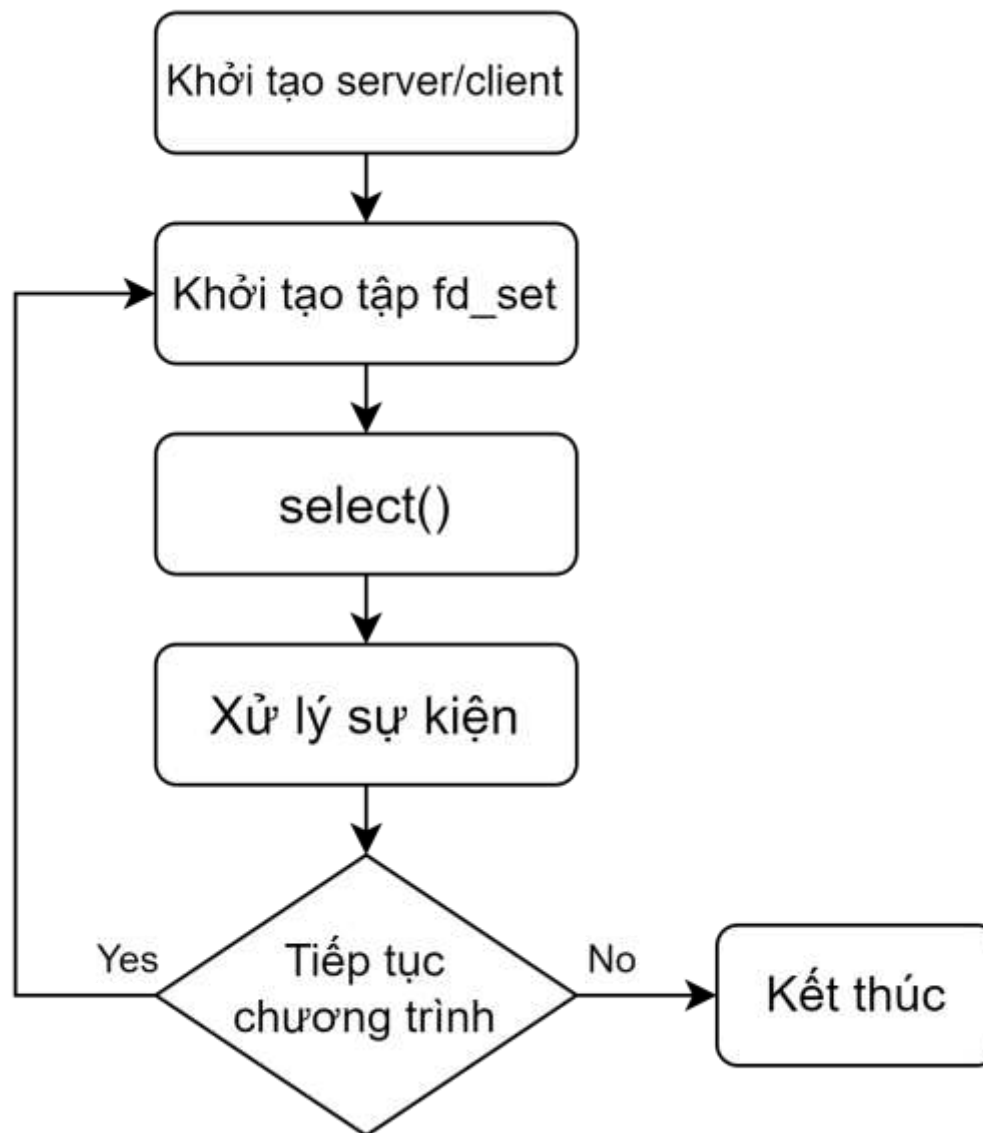 Khởi tạo server/client
Khởi tạo tập fd_set
select()
Xử lý sự kiện
Yes
Tiếp tục
chương trình
No
Kết thúc